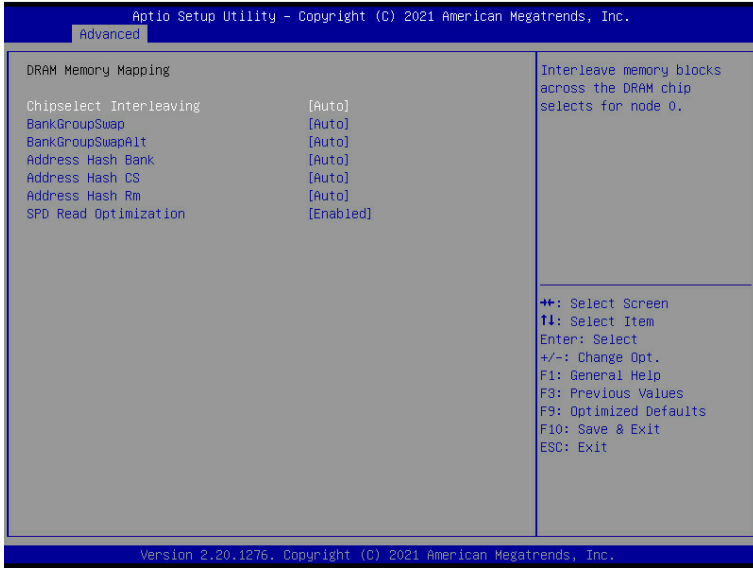 Aptio Setup Utility – Copyright (C) 2021 American Megatrends, Inc.
Advanced
DRAM Memory Mapping
Chipselect Interleaving [Auto]
BankGroupSwap [Auto]
BankGroupSwapAlt [Auto]
Address Hash Bank [Auto]
Address Hash CS [Auto]
Address Hash Rm [Auto]
SPD Read Optimization [Enabled]
Interleave memory blocks
across the DRAM chip
selects for node 0.
→←: Select Screen
↑↓: Select Item
Enter: Select
+/-: Change Opt.
F1: General Help
F3: Previous Values
F9: Optimized Defaults
F10: Save & Exit
ESC: Exit
Version 2.20.1276. Copyright (C) 2021 American Megatrends, Inc.